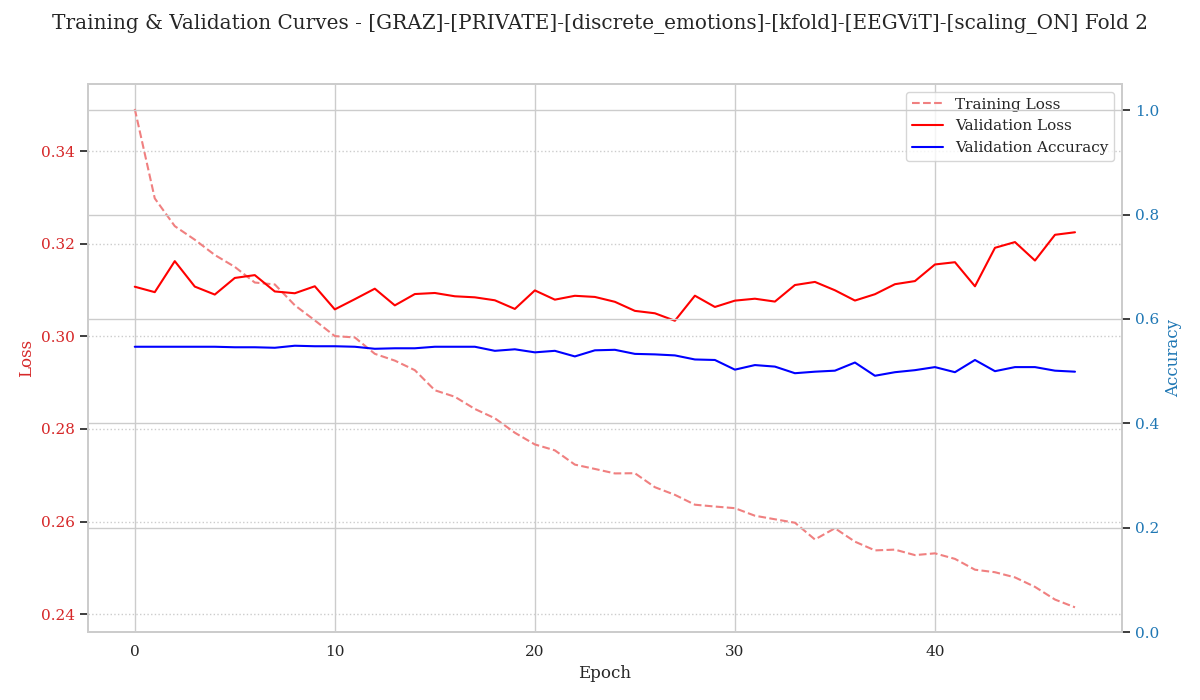 Training & Validation Curves - [GRAZ]-[PRIVATE]-[discrete_emotions]-[kfold]-[EEGViT]-[scaling_ON] Fold 2
Training Loss
Validation Loss
Validation Accuracy
0.34
0.32
0.30
0.28
0.26
0.24
Loss
1.0
0.8
0.6
0.4
0.2
0.0
Accuracy
0
10
20
30
40
Epoch